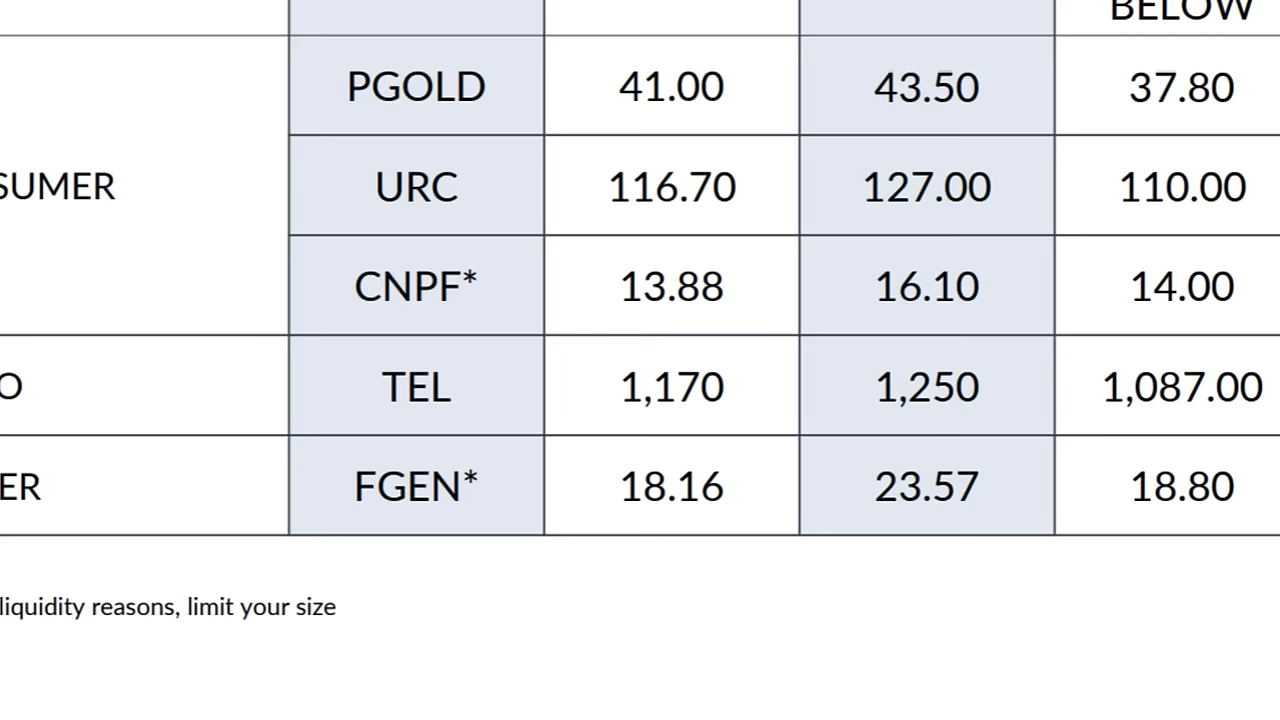 BELOW
PGOLD 41.00 43.50 37.80
SUMER URC 116.70 127.00 110.00
CNPF* 13.88 16.10 14.00
O TEL 1,170 1,250 1,087.00
ER FGEN* 18.16 23.57 18.80
liquidity reasons, limit your size